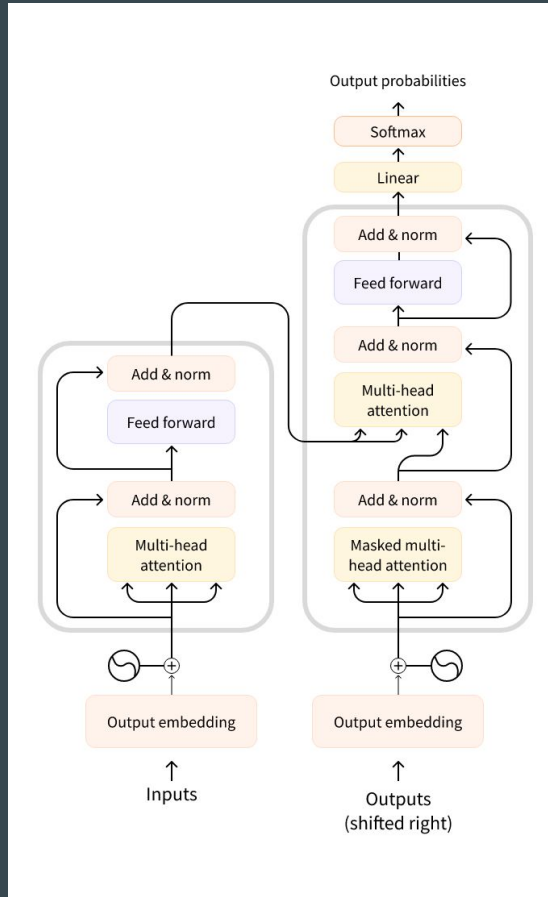 Output probabilities
Softmax
Linear
Add & norm
Feed forward
Add & norm
Multi-head
attention
Add & norm
Masked multi-
head attention
Output embedding
Outputs
(shifted right)
Add & norm
Feed forward
Add & norm
Multi-head
attention
Output embedding
Inputs